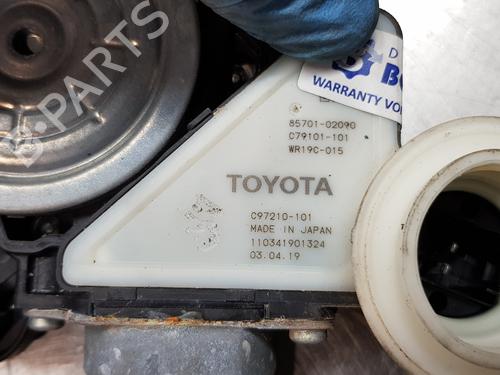 B-PARTS
D
B
WARRANTY VO
85701-02090
C79101-101
WR19C-015
TOYOTA
C97210-101
MADE IN JAPAN
110341901324
03.04.19